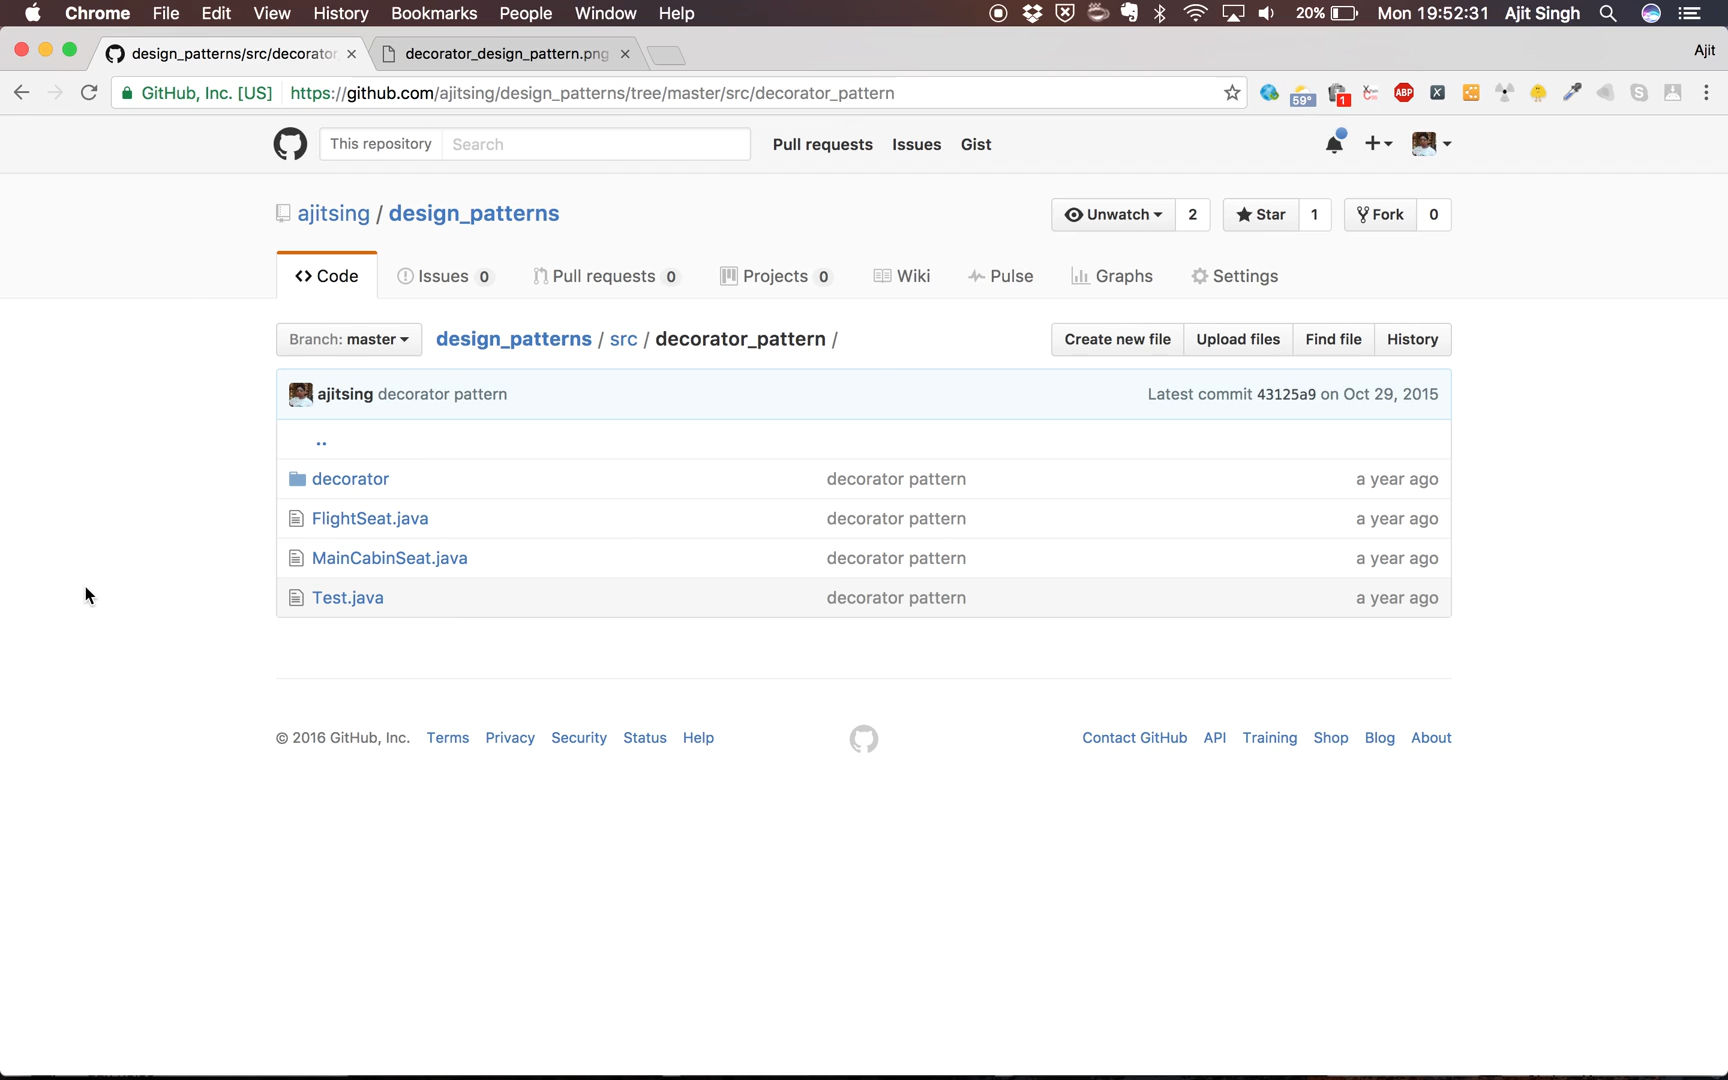 Chrome File Edit View History Bookmarks People Window Help 20% Mon 19:52:31 Ajit Singh
design_patterns/src/decorator decorator_design_pattern.png Ajit
GitHub, Inc. [US] https://github.com/ajitsing/design_patterns/tree/master/src/decorator_pattern 59° 1 ABP
This repository Search Pull requests Issues Gist
ajitsing / design_patterns Unwatch 2 Star 1 Fork 0
Code Issues 0 Pull requests 0 Projects 0 Wiki Pulse Graphs Settings
Branch: master design_patterns / src / decorator_pattern / Create new file Upload files Find file History
ajitsing decorator pattern Latest commit 43125a9 on Oct 29, 2015
..
decorator decorator pattern a year ago
FlightSeat.java decorator pattern a year ago
MainCabinSeat.java decorator pattern a year ago
Test.java decorator pattern a year ago
© 2016 GitHub, Inc. Terms Privacy Security Status Help Contact GitHub API Training Shop Blog About